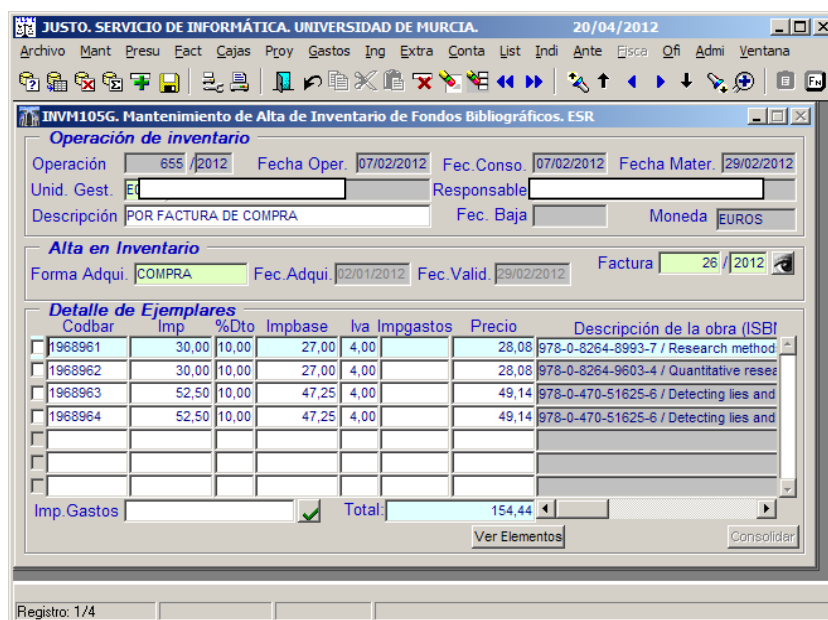 JUSTO. SERVICIO DE INFORMÁTICA. UNIVERSIDAD DE MURCIA. 20/04/2012
Archivo Mant Presu Fact Cajas Proy Gastos Ing Extra Conta List Indi Ante Fisca Ofi Admi Ventana
INVM105G. Mantenimiento de Alta de Inventario de Fondos Bibliográficos. ESR
Operación de inventario
Operación 655 / 2012 Fecha Oper. 07/02/2012 Fec.Conso. 07/02/2012 Fecha Mater. 29/02/2012
Unid. Gest. Responsable
Descripción POR FACTURA DE COMPRA Fec. Baja Moneda EUROS
Alta en Inventario
Forma Adqui. COMPRA Fec.Adqui. 02/01/2012 Fec.Valid. 29/02/2012 Factura 26 / 2012
Detalle de Ejemplares
Codbar Imp %Dto Impbase Iva Impgastos Precio Descripción de la obra (ISBN
1968961 30,00 10,00 27,00 4,00 28,08 978-0-8264-8993-7 / Research method
1968962 30,00 10,00 27,00 4,00 28,08 978-0-8264-9603-4 / Quantitative resea
1968963 52,50 10,00 47,25 4,00 49,14 978-0-470-51625-6 / Detecting lies and
1968964 52,50 10,00 47,25 4,00 49,14 978-0-470-51625-6 / Detecting lies and
Imp.Gastos Total: 154,44
Ver Elementos Consolidar
Registro: 1/4